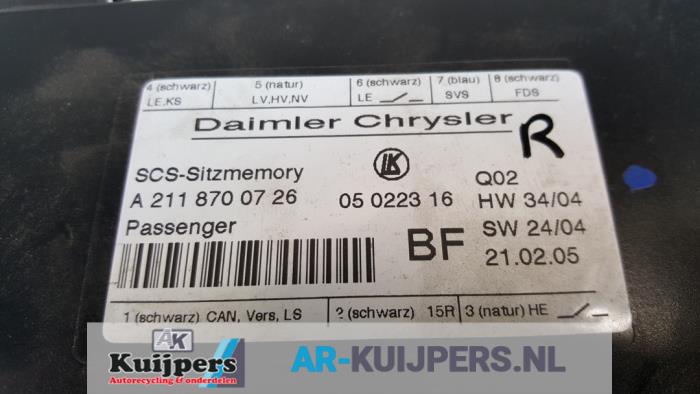 4 (schwarz) 5 (natur) 6 (schwarz) 7 (blau) 8 (schwarz)
LE,KS LV,HV,NV LE SVS FDS
Daimler Chrysler R
SCS-Sitzmemory LK Q02
A 211 870 07 26 05 0223 16 HW 34/04
Passenger BF SW 24/04
21.02.05
1 (schwarz) CAN, Vers, LS 2 (schwarz) 15R 3 (natur) HE
AK
Kuijpers
Autorecycling & onderdelen
AR-KUIJPERS.NL